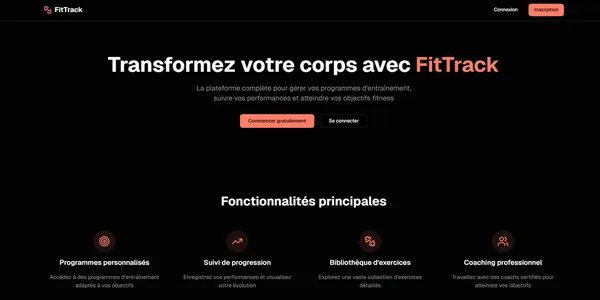 FitTrack
Connexion
Inscription
Transformez votre corps avec FitTrack
La plateforme complète pour gérer vos programmes d'entraînement,
suivre vos performances et atteindre vos objectifs fitness
Commencer gratuitement
Se connecter
Fonctionnalités principales
Programmes personnalisés
Accédez à des programmes d'entraînement
adaptés à vos objectifs
Suivi de progression
Enregistrez vos performances et visualisez
votre évolution
Bibliothèque d'exercices
Explorez une vaste collection d'exercices
détaillés
Coaching professionnel
Travaillez avec des coachs certifiés pour
atteindre vos objectifs